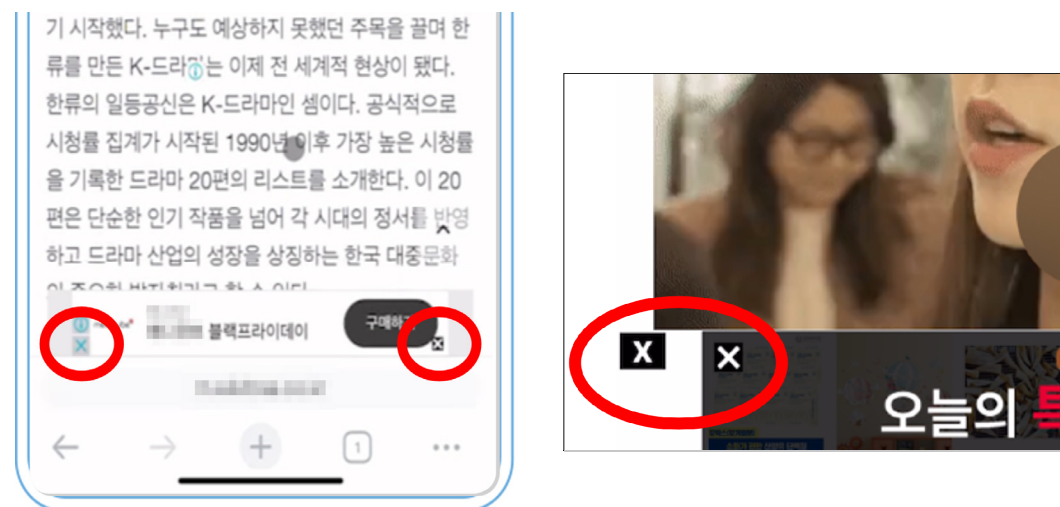 기 시작했다. 누구도 예상하지 못했던 주목을 끌며 한
류를 만든 K-드라마는 이제 전 세계적 현상이 됐다.
한류의 일등공신은 K-드라마인 셈이다. 공식적으로
시청률 집계가 시작된 1990년 이후 가장 높은 시청률
을 기록한 드라마 20편의 리스트를 소개한다. 이 20
편은 단순한 인기 작품을 넘어 각 시대의 정서를 반영
하고 드라마 산업의 성장을 상징하는 한국 대중문화
블랙프라이데이
구매하기
X
X
1
X
X
오늘의